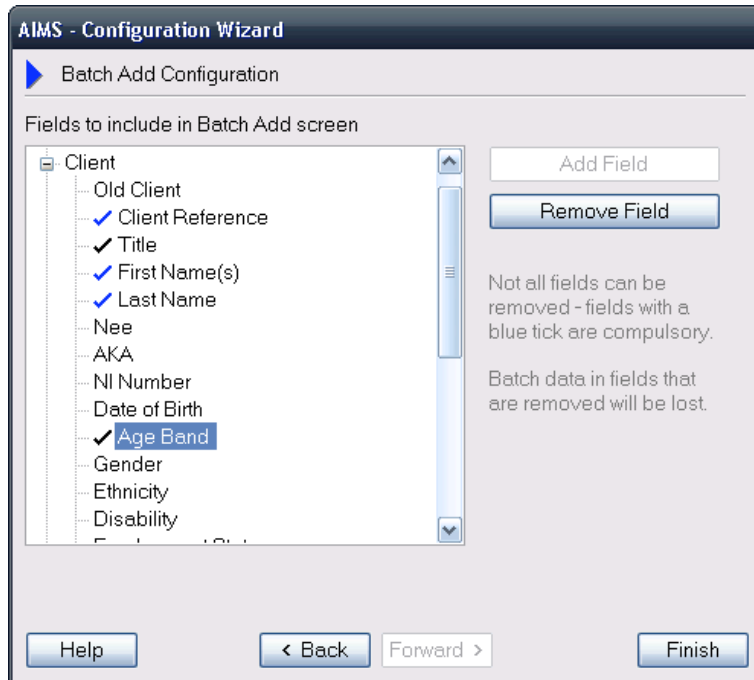 AIMS - Configuration Wizard
Batch Add Configuration
Fields to include in Batch Add screen
Client
Old Client
Client Reference
Title
First Name(s)
Last Name
Nee
AKA
NI Number
Date of Birth
Age Band
Gender
Ethnicity
Disability
Add Field
Remove Field
Not all fields can be
removed - fields with a
blue tick are compulsory.
Batch data in fields that
are removed will be lost.
Help
< Back
Forward >
Finish